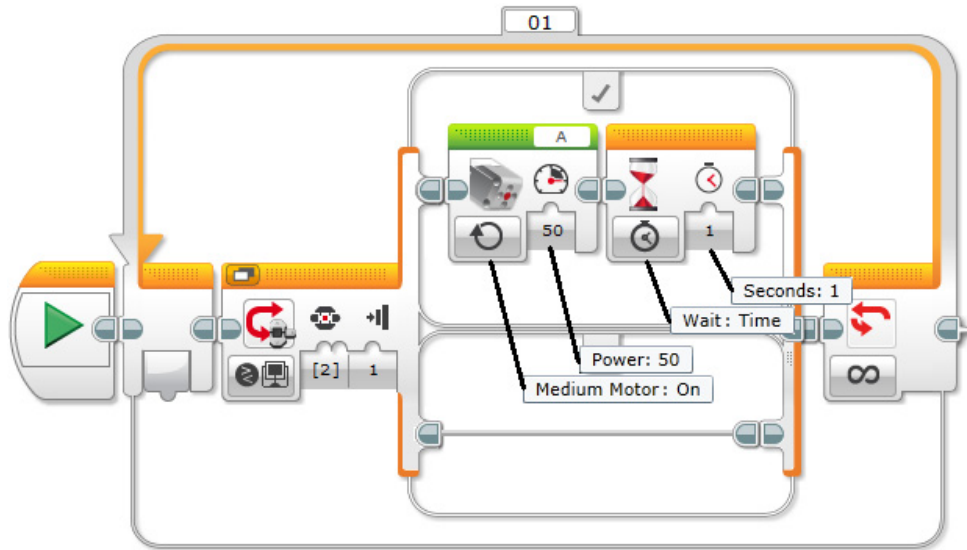 01
A
50
1
Seconds: 1
Wait: Time
[2] 1
Power: 50
Medium Motor: On